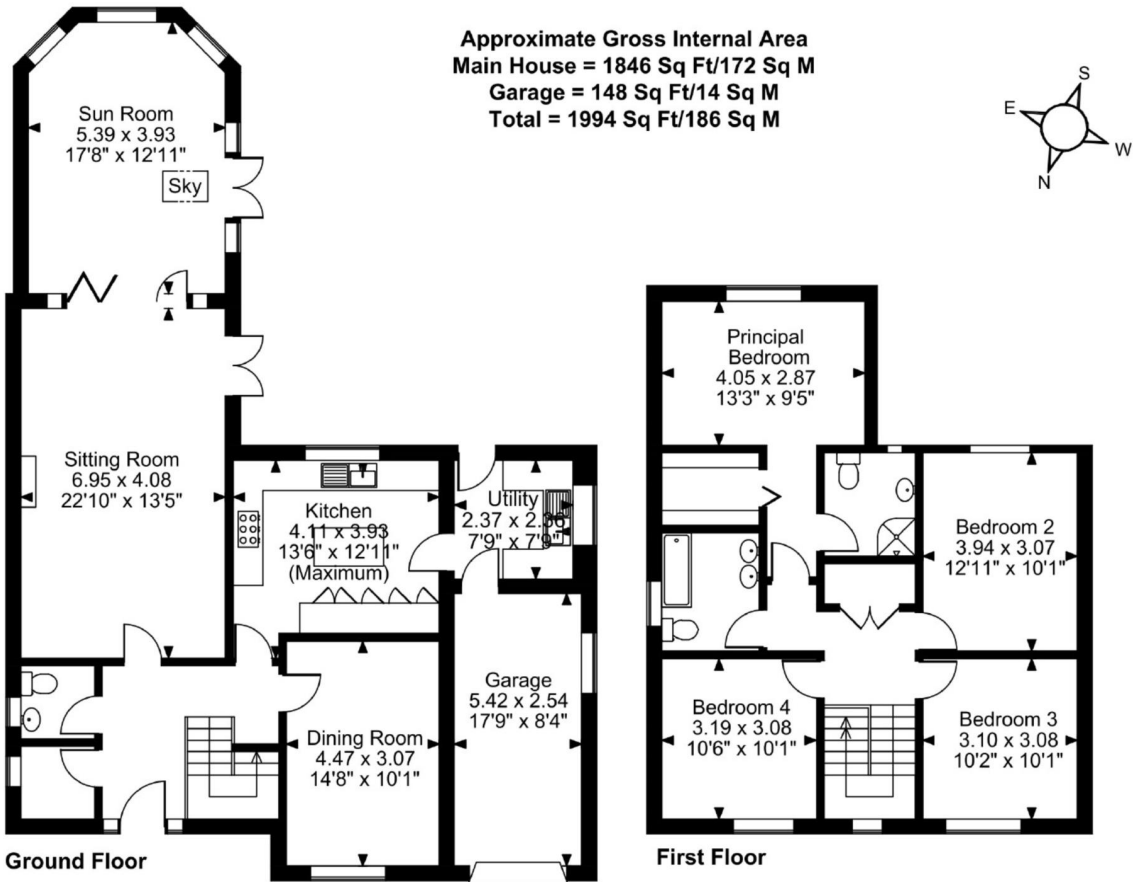 Approximate Gross Internal Area
Main House = 1846 Sq Ft/172 Sq M
Garage = 148 Sq Ft/14 Sq M
Total = 1994 Sq Ft/186 Sq M
S
E
W
N
Sun Room
5.39 x 3.93
17'8" x 12'11"
Sky
Sitting Room
6.95 x 4.08
22'10" x 13'5"
Kitchen
4.11 x 3.93
13'6" x 12'11"
(Maximum)
Utility
2.37 x 2.36
7'9" x 7'9"
Garage
5.42 x 2.54
17'9" x 8'4"
Dining Room
4.47 x 3.07
14'8" x 10'1"
Ground Floor
Principal
Bedroom
4.05 x 2.87
13'3" x 9'5"
Bedroom 2
3.94 x 3.07
12'11" x 10'1"
Bedroom 4
3.19 x 3.08
10'6" x 10'1"
Bedroom 3
3.10 x 3.08
10'2" x 10'1"
First Floor